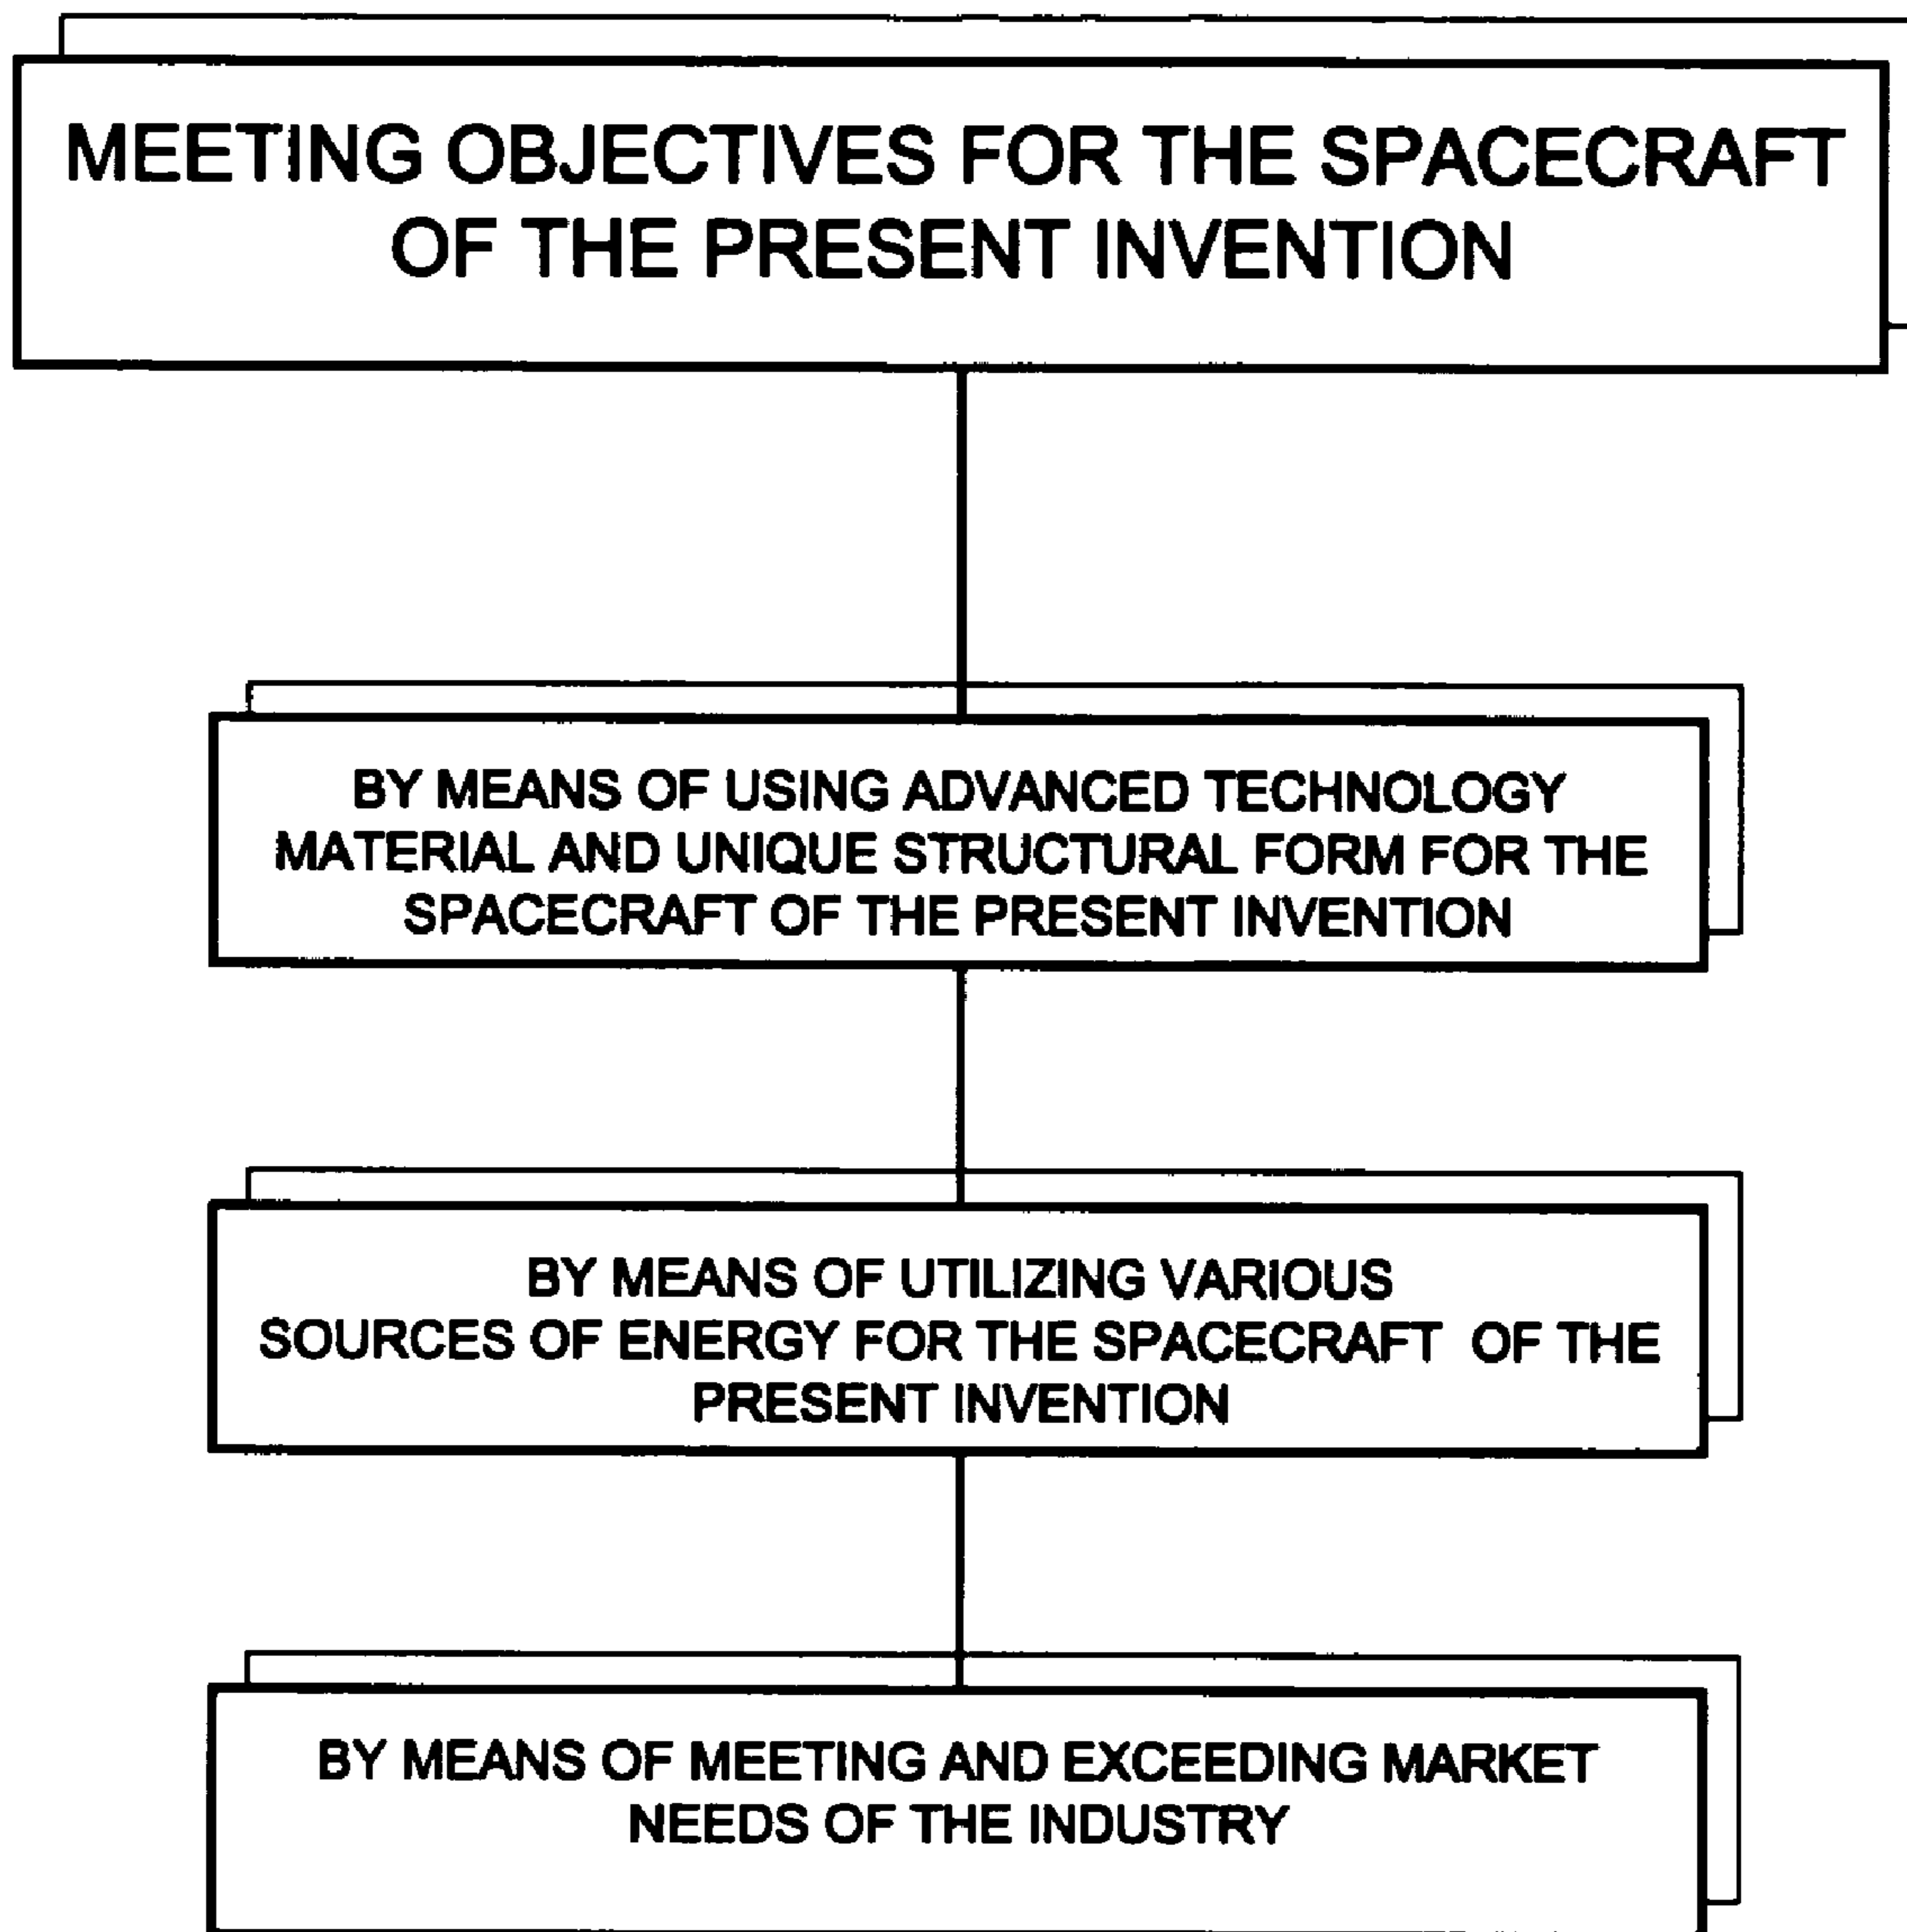 MEETING OBJECTIVES FOR THE SPACECRAFT
OF THE PRESENT INVENTION
BY MEANS OF USING ADVANCED TECHNOLOGY
MATERIAL AND UNIQUE STRUCTURAL FORM FOR THE
SPACECRAFT OF THE PRESENT INVENTION
BY MEANS OF UTILIZING VARIOUS
SOURCES OF ENERGY FOR THE SPACECRAFT OF THE
PRESENT INVENTION
BY MEANS OF MEETING AND EXCEEDING MARKET
NEEDS OF THE INDUSTRY